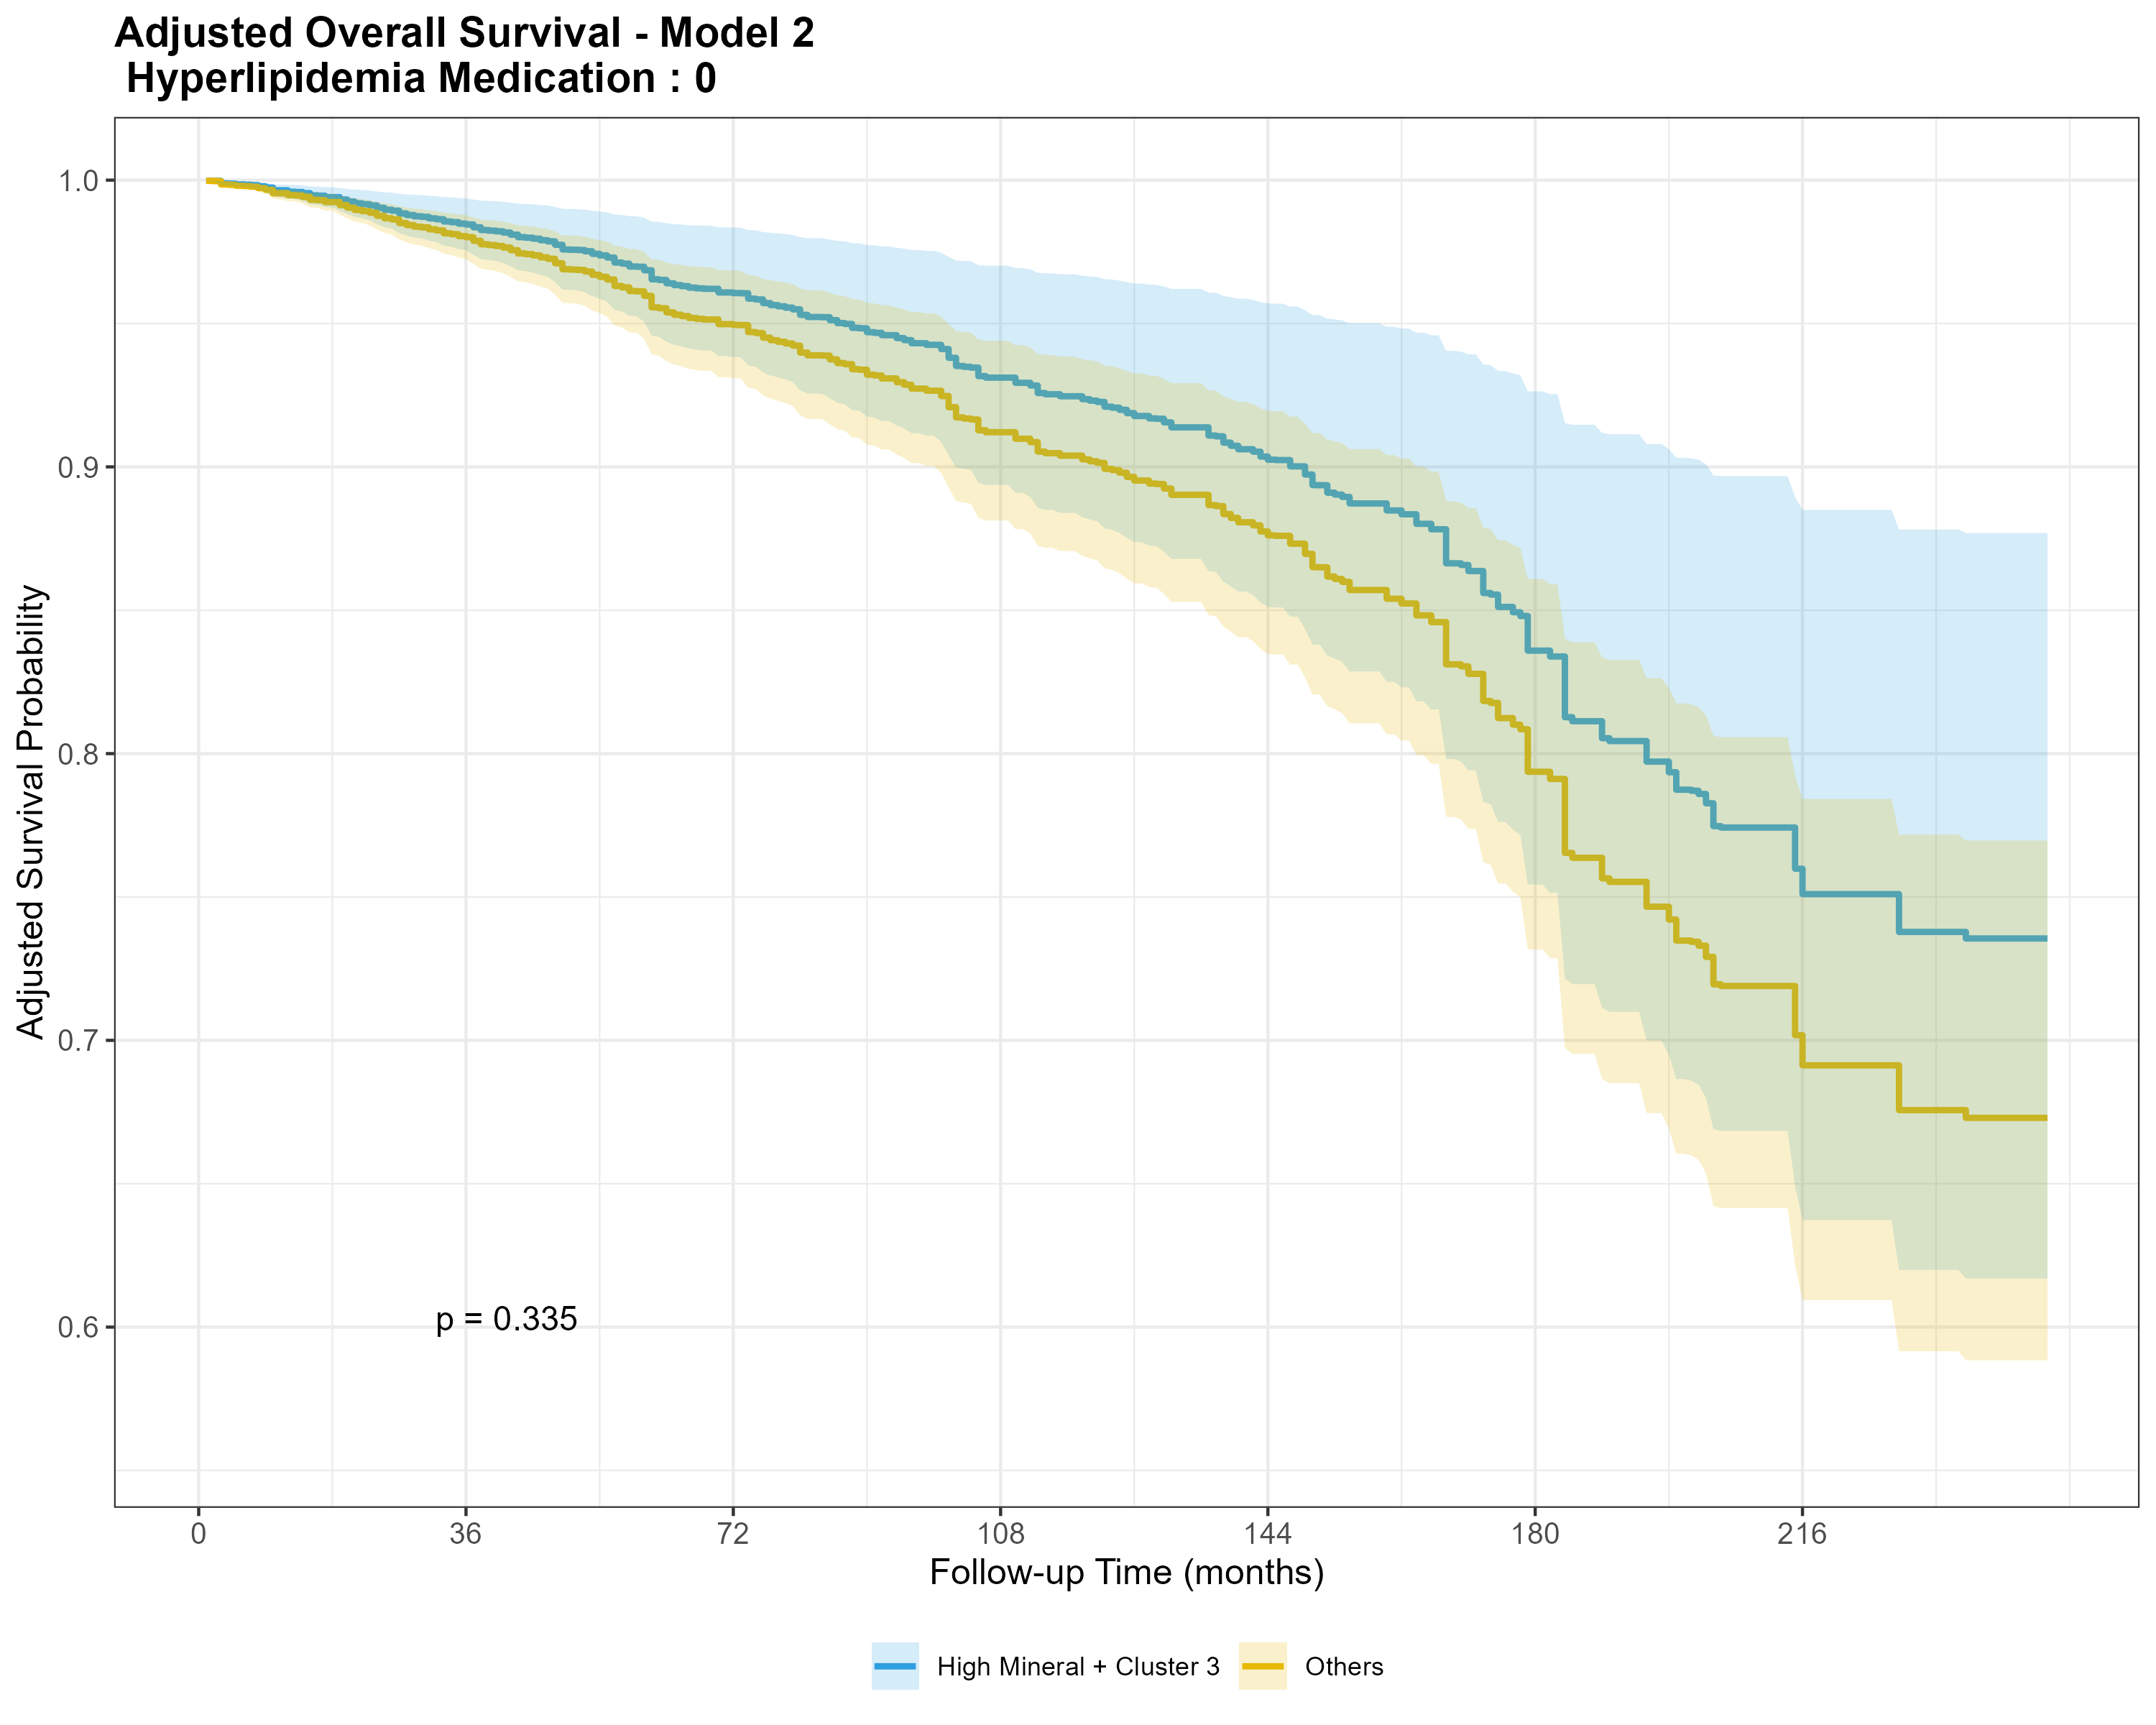 Adjusted Overall Survival - Model 2
Hyperlipidemia Medication : 0
1.0
0.9
0.8
0.7
0.6
Adjusted Survival Probability
p = 0.335
0 36 72 108 144 180 216
Follow-up Time (months)
High Mineral + Cluster 3 Others